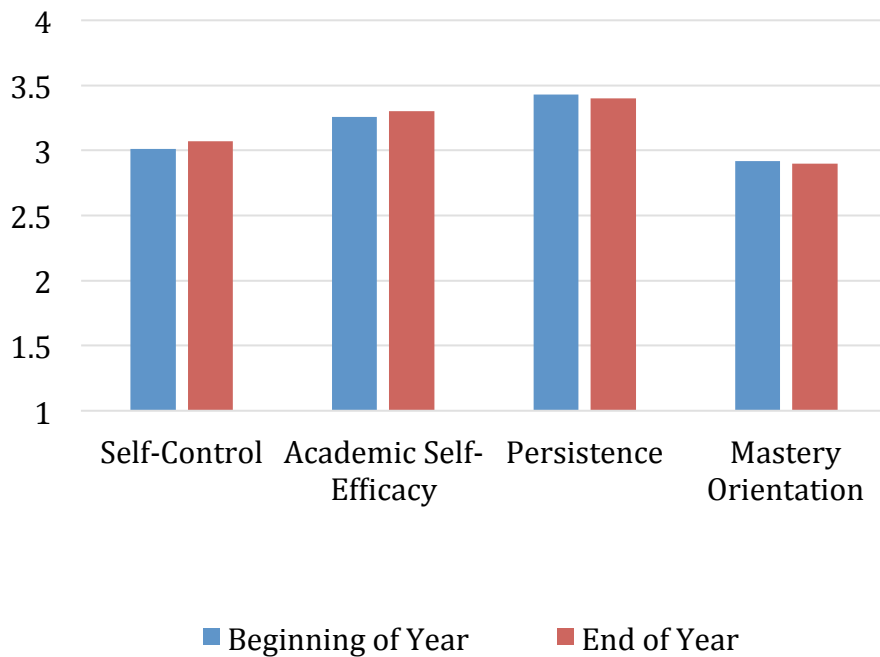 4
3.5
3
2.5
2
1.5
1
Self-Control Academic Self- Persistence Mastery
Efficacy Orientation
Beginning of Year End of Year